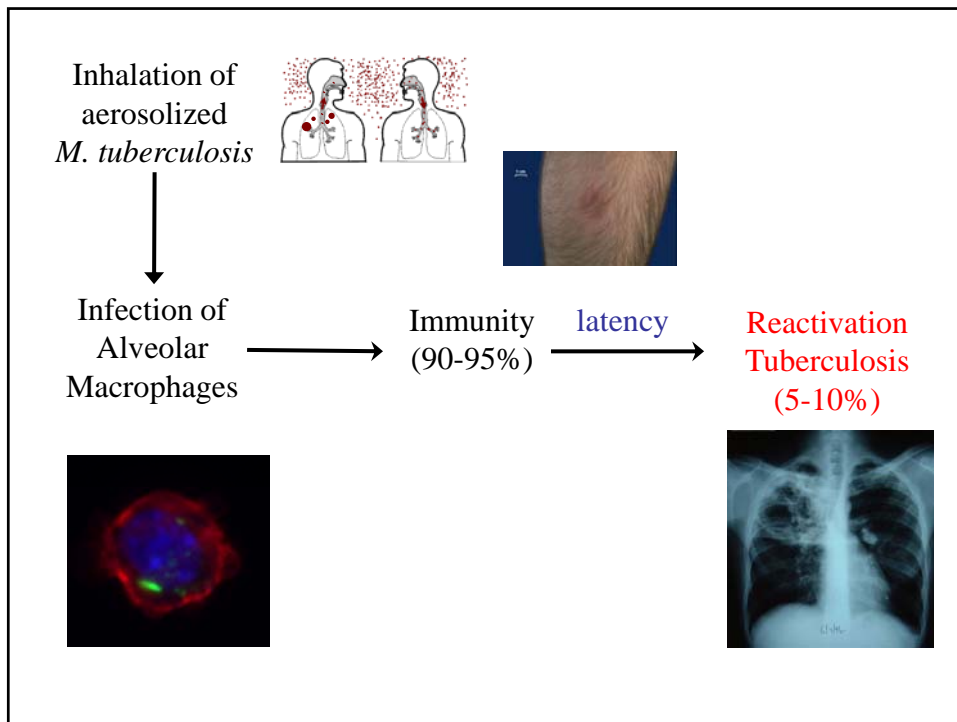 Inhalation of
aerosolized
M. tuberculosis
Infection of
Alveolar
Macrophages
Immunity
(90-95%)
latency
Reactivation
Tuberculosis
(5-10%)